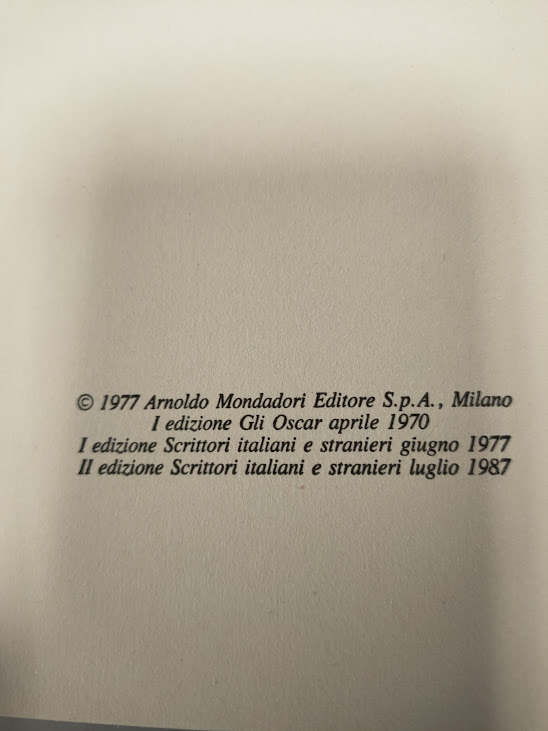 © 1977 Arnoldo Mondadori Editore S.p.A., Milano
I edizione Gli Oscar aprile 1970
I edizione Scrittori italiani e stranieri giugno 1977
II edizione Scrittori italiani e stranieri luglio 1987